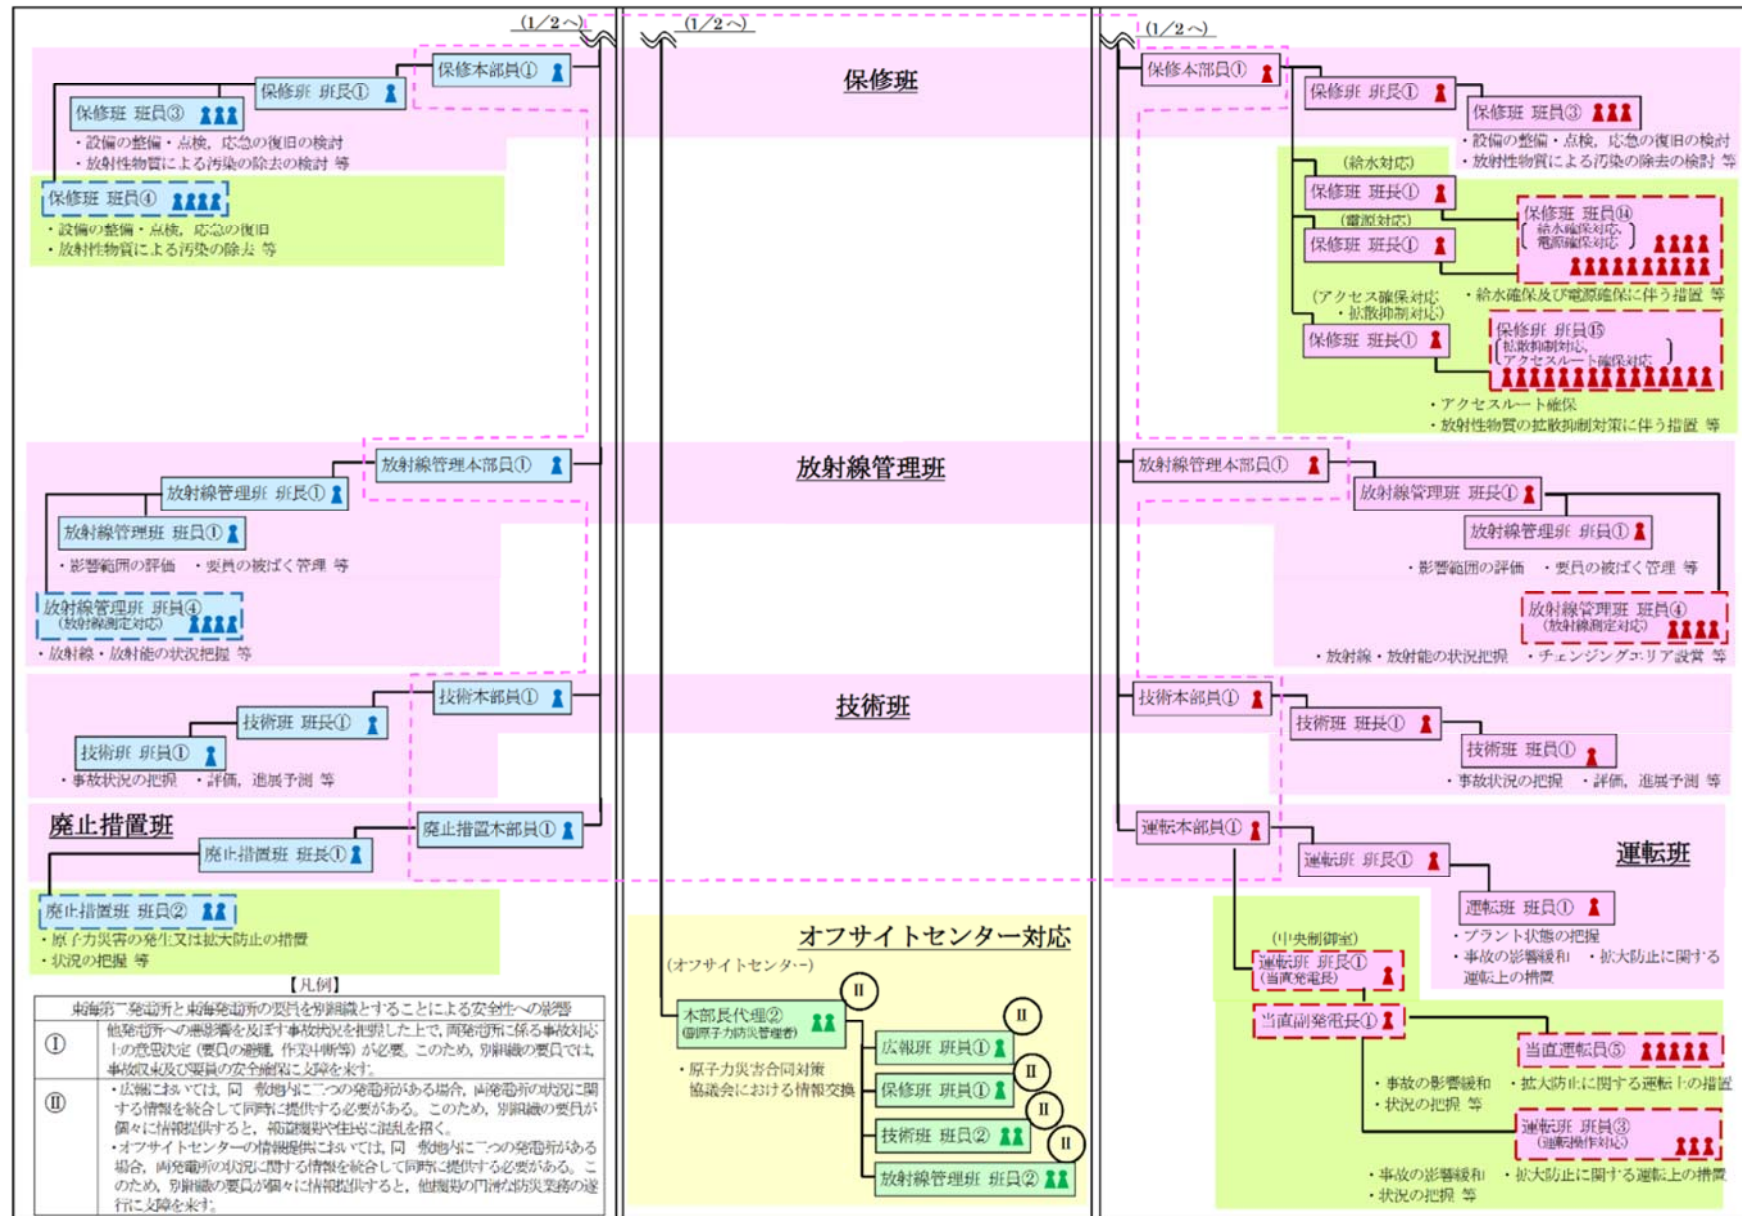 (1/2へ)
(1/2へ)
(1/2へ)
保修班
保修本部員①
保修班 班長①
保修班 班員③
・設備の整備・点検，応急の復旧の検討
・放射性物質による汚染の除去の検討 等
保修班 班員④
・設備の整備・点検，応急の復旧
・放射性物質による汚染の除去 等
保修本部員①
保修班 班長①
保修班 班員③
・設備の整備・点検，応急の復旧の検討
・放射性物質による汚染の除去の検討 等
(給水対応)
保修班 班長①
(電源対応)
保修班 班長①
保修班 班員⑭
給水確保対応，
電源確保対応
・給水確保及び電源確保に伴う措置 等
(アクセス確保対応
・拡散抑制対応)
保修班 班長①
保修班 班員⑮
拡散抑制対応，
アクセスルート確保対応
・アクセスルート確保
・放射性物質の拡散抑制対策に伴う措置 等
放射線管理班
放射線管理本部員①
放射線管理班 班長①
放射線管理班 班員①
・影響範囲の評価 ・要員の被ばく管理 等
放射線管理班 班員④
(放射線測定対応)
・放射線・放射能の状況把握 等
放射線管理本部員①
放射線管理班 班長①
放射線管理班 班員①
・影響範囲の評価 ・要員の被ばく管理 等
放射線管理班 班員④
(放射線測定対応)
・放射線・放射能の状況把握 ・チェンジングエリア設営 等
技術班
技術本部員①
技術班 班長①
技術班 班員①
・事故状況の把握 ・評価，進展予測 等
技術本部員①
技術班 班長①
技術班 班員①
・事故状況の把握 ・評価，進展予測 等
廃止措置班
廃止措置本部員①
廃止措置班 班長①
廃止措置班 班員②
・原子力災害の発生又は拡大防止の措置
・状況の把握 等
運転班
運転本部員①
運転班 班長①
運転班 班員①
・プラント状態の把握
・事故の影響緩和 ・拡大防止に関する
運転上の措置
(中央制御室)
運転班 班長①
(当直発電長)
当直副発電長①
当直運転員⑤
・事故の影響緩和 ・拡大防止に関する運転上の措置
・状況の把握 等
運転班 班員③
(運転操作対応)
・事故の影響緩和 ・拡大防止に関する運転上の措置
・状況の把握 等
オフサイトセンター対応
(オフサイトセンター)
本部長代理②
(副原子力防災管理者)
Ⅱ
・原子力災害合同対策
協議会における情報交換
広報班 班員①
Ⅱ
保修班 班員①
Ⅱ
技術班 班員②
Ⅱ
放射線管理班 班員②
Ⅱ
【凡例】
東海第二発電所と東海発電所の要員を別組織とすることによる安全性への影響
Ⅰ
他発電所への悪影響を及ぼす事故状況を把握した上で，両発電所に係る事故対応
上の意思決定（要員の避難，作業中断等）が必要。このため，別組織の要員では，
事故収束及び要員の安全確保に支障を来す。
Ⅱ
・広報においては，同一敷地内に二つの発電所がある場合，両発電所の状況に関
する情報を統合して同時に提供する必要がある。このため，別組織の要員が
個々に情報提供すると，報道機関や住民に混乱を招く。
・オフサイトセンターの情報提供においては，同一敷地内に二つの発電所がある
場合，両発電所の状況に関する情報を統合して同時に提供する必要がある。こ
のため，別組織の要員が個々に情報提供すると，他機関の円滑な防災業務の遂
行に支障を来す。